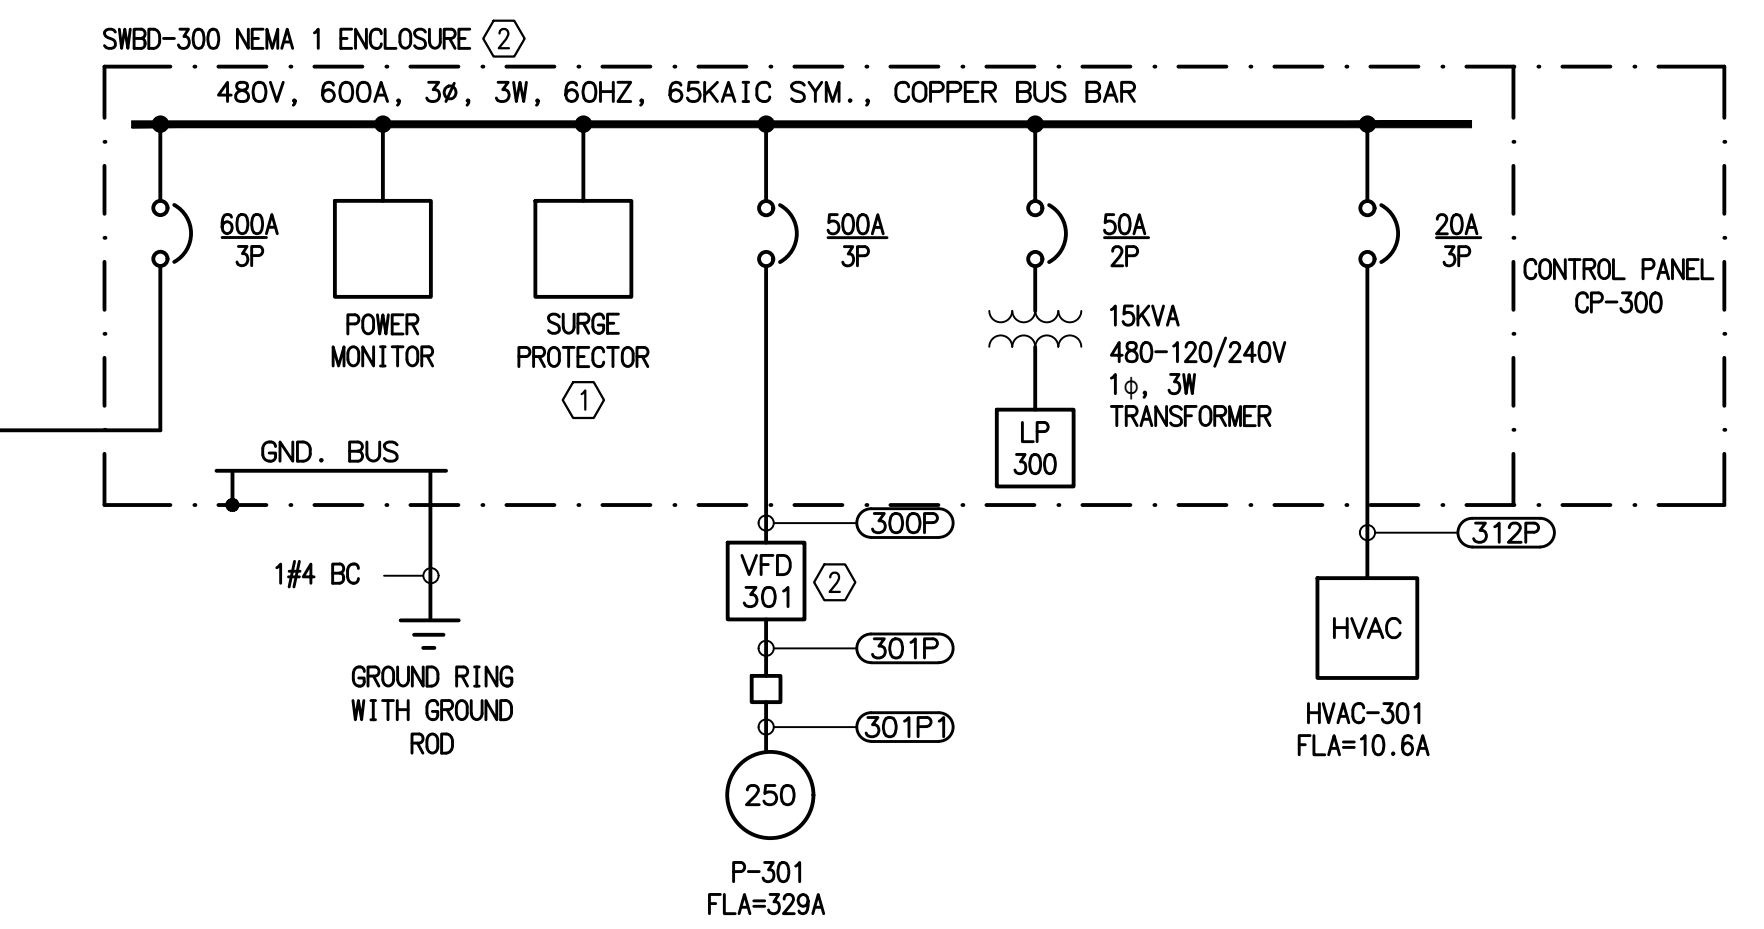 SWBD-300 NEMA 1 ENCLOSURE 2
480V, 600A, 3ø, 3W, 60HZ, 65KAIC SYM., COPPER BUS BAR
600A
3P
POWER
MONITOR
SURGE
PROTECTOR
1
500A
3P
50A
2P
20A
3P
CONTROL PANEL
CP-300
15KVA
480-120/240V
1ϕ, 3W
TRANSFORMER
LP
300
GND. BUS
1#4 BC
GROUND RING
WITH GROUND
ROD
300P
VFD
301
2
301P
301P1
250
P-301
FLA=329A
312P
HVAC
HVAC-301
FLA=10.6A